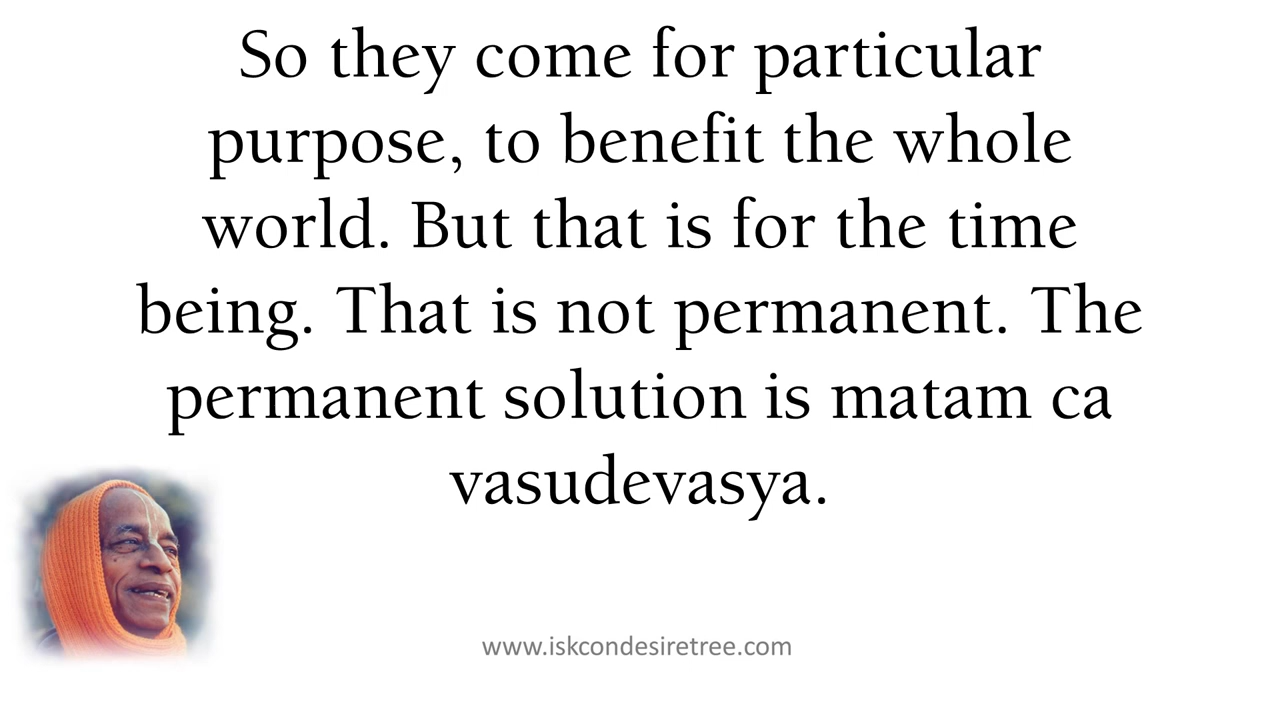 So they come for particular
purpose, to benefit the whole
world. But that is for the time
being. That is not permanent. The
permanent solution is matam ca
vasudevasya.
www.iskcondesiretree.com